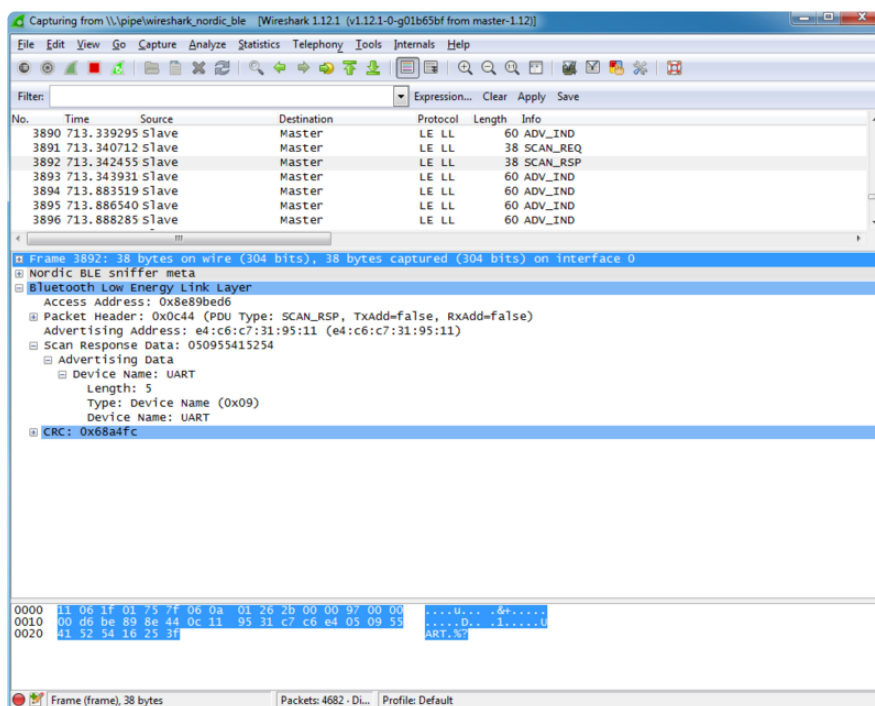 Capturing from \\.\pipe\wireshark_nordic_ble [Wireshark 1.12.1 (v1.12.1-0-g01b65bf from master-1.12)]
File Edit View Go Capture Analyze Statistics Telephony Tools Internals Help
Filter: Expression... Clear Apply Save
No. Time Source Destination Protocol Length Info
3890 713.339295 Slave Master LE LL 60 ADV_IND
3891 713.340712 Slave Master LE LL 38 SCAN_REQ
3892 713.342455 Slave Master LE LL 38 SCAN_RSP
3893 713.343931 Slave Master LE LL 60 ADV_IND
3894 713.883519 Slave Master LE LL 60 ADV_IND
3895 713.886540 Slave Master LE LL 60 ADV_IND
3896 713.888285 Slave Master LE LL 60 ADV_IND
Frame 3892: 38 bytes on wire (304 bits), 38 bytes captured (304 bits) on interface 0
Nordic BLE sniffer meta
Bluetooth Low Energy Link Layer
Access Address: 0x8e89bed6
Packet Header: 0x0c44 (PDU Type: SCAN_RSP, TxAdd=false, RxAdd=false)
Advertising Address: e4:c6:c7:31:95:11 (e4:c6:c7:31:95:11)
Scan Response Data: 050955415254
Advertising Data
Device Name: UART
Length: 5
Type: Device Name (0x09)
Device Name: UART
CRC: 0x68a4fc
0000 11 06 1f 01 75 7f 06 0a 01 26 2b 00 00 97 00 00 ....u... .&+.....
0010 00 d6 be 89 8e 44 0c 11 95 31 c7 c6 e4 05 09 55 .....D.. .1.....U
0020 41 52 54 16 25 3f ART.%?
Frame (frame), 38 bytes Packets: 4682 · Di... Profile: Default